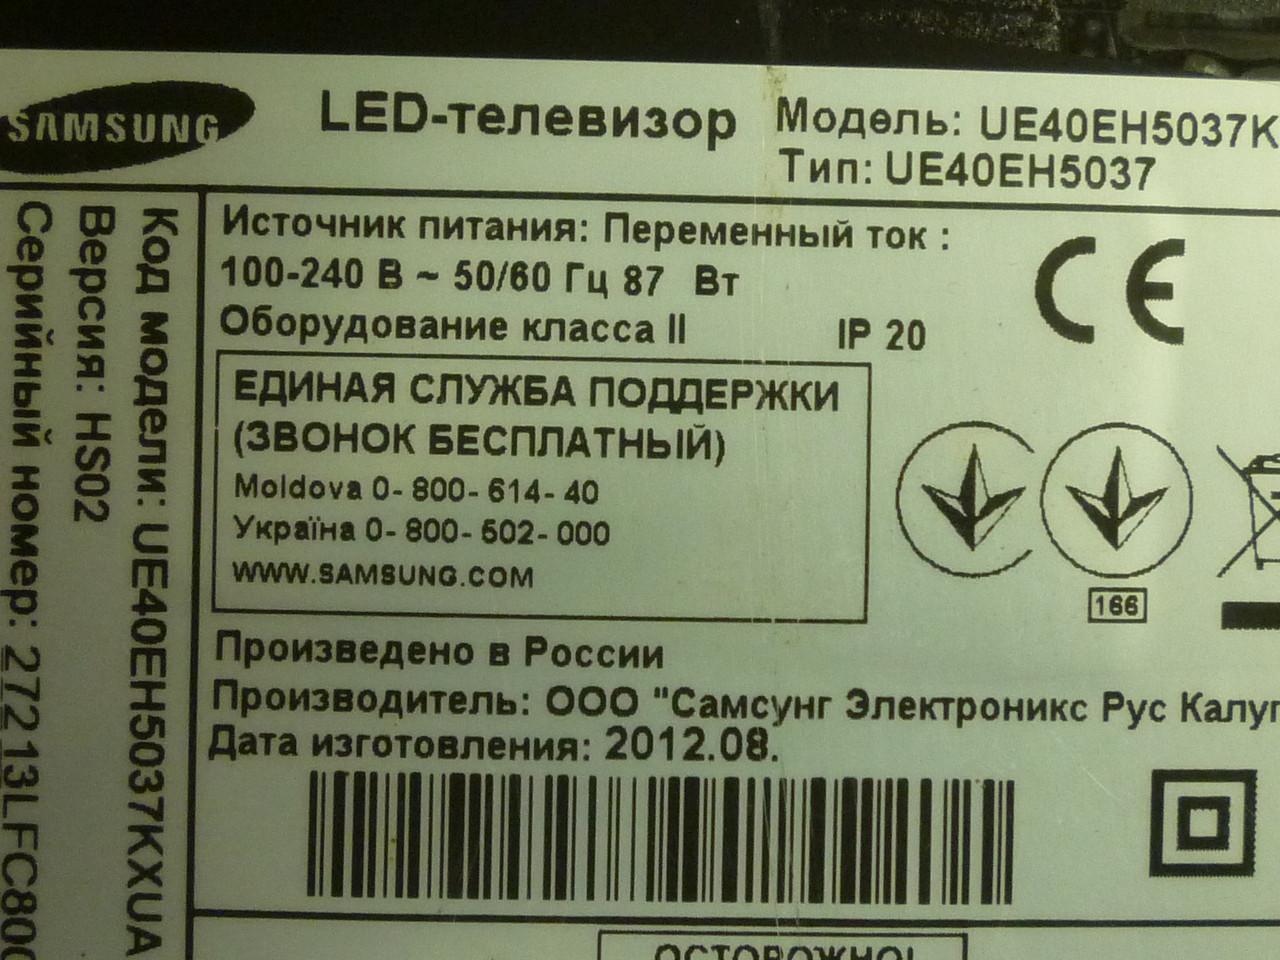 SAMSUNG
LED-телевизор
Модель: UE40EH5037K
Тип: UE40EH5037
Источник питания: Переменный ток :
100-240 В ~ 50/60 Гц 87 Вт
Оборудование класса II IP 20
ЕДИНАЯ СЛУЖБА ПОДДЕРЖКИ
(ЗВОНОК БЕСПЛАТНЫЙ)
Moldova 0- 800- 614- 40
Україна 0- 800- 502- 000
WWW.SAMSUNG.COM
CE
166
Произведено в России
Производитель: ООО "Самсунг Электроникс Рус Калуг
Дата изготовления: 2012.08.
ОСТОРОЖНО!
Код модели: UE40EH5037KXUA
Версия: HS02
Серийный номер: 27213LFC800